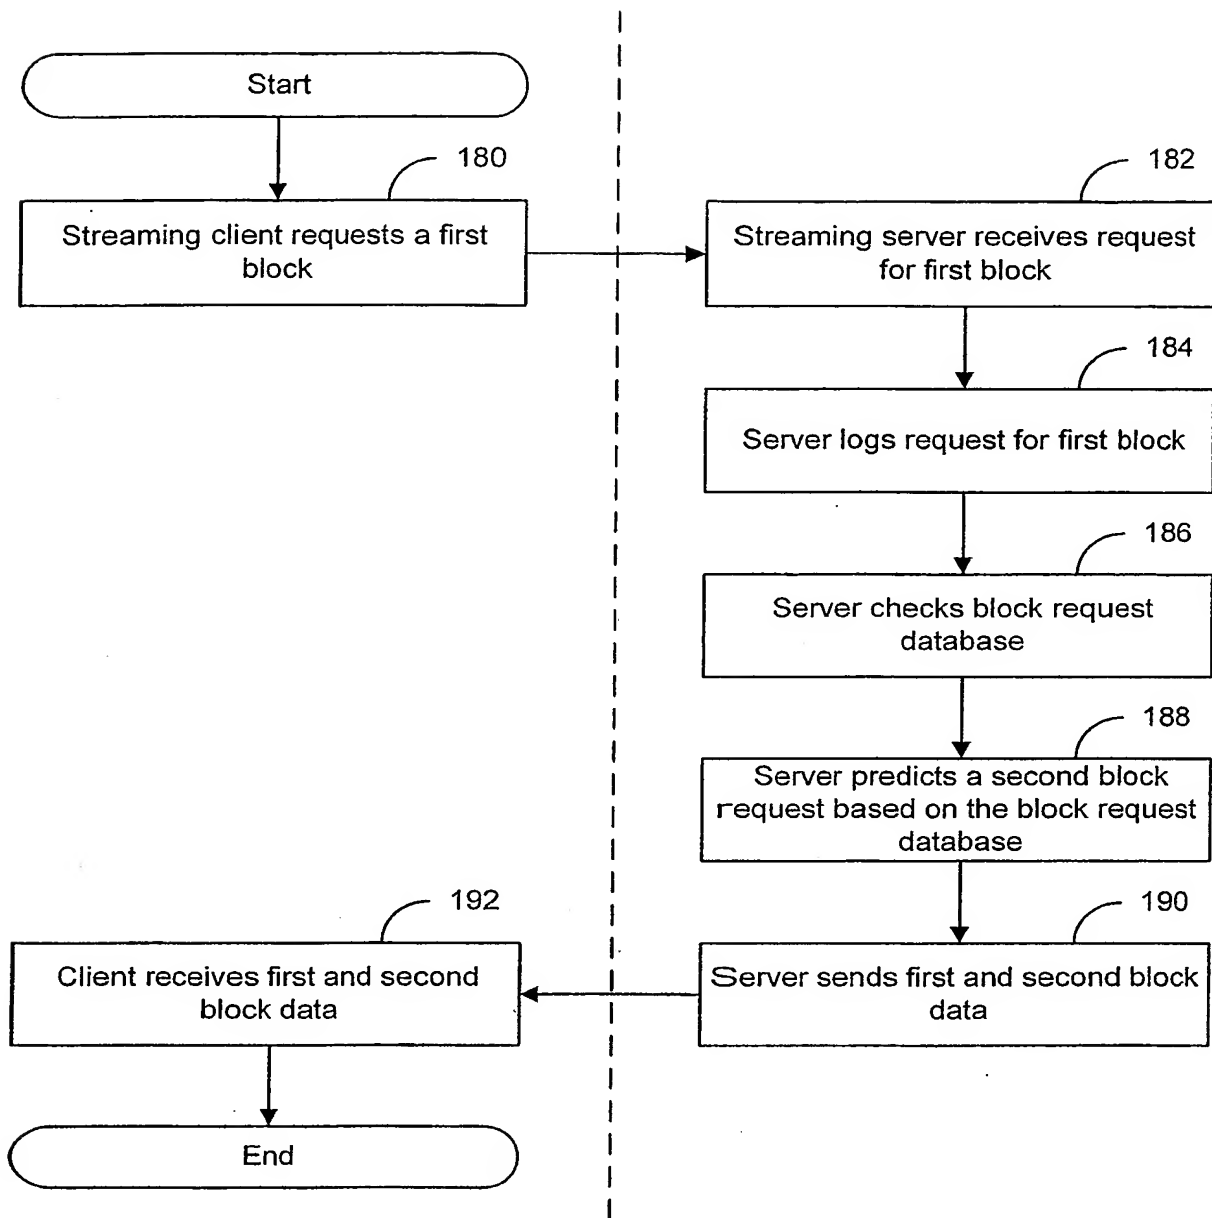 Start
180
Streaming client requests a first
block
182
Streaming server receives request
for first block
184
Server logs request for first block
186
Server checks block request
database
188
Server predicts a second block
request based on the block request
database
190
Server sends first and second block
data
192
Client receives first and second
block data
End